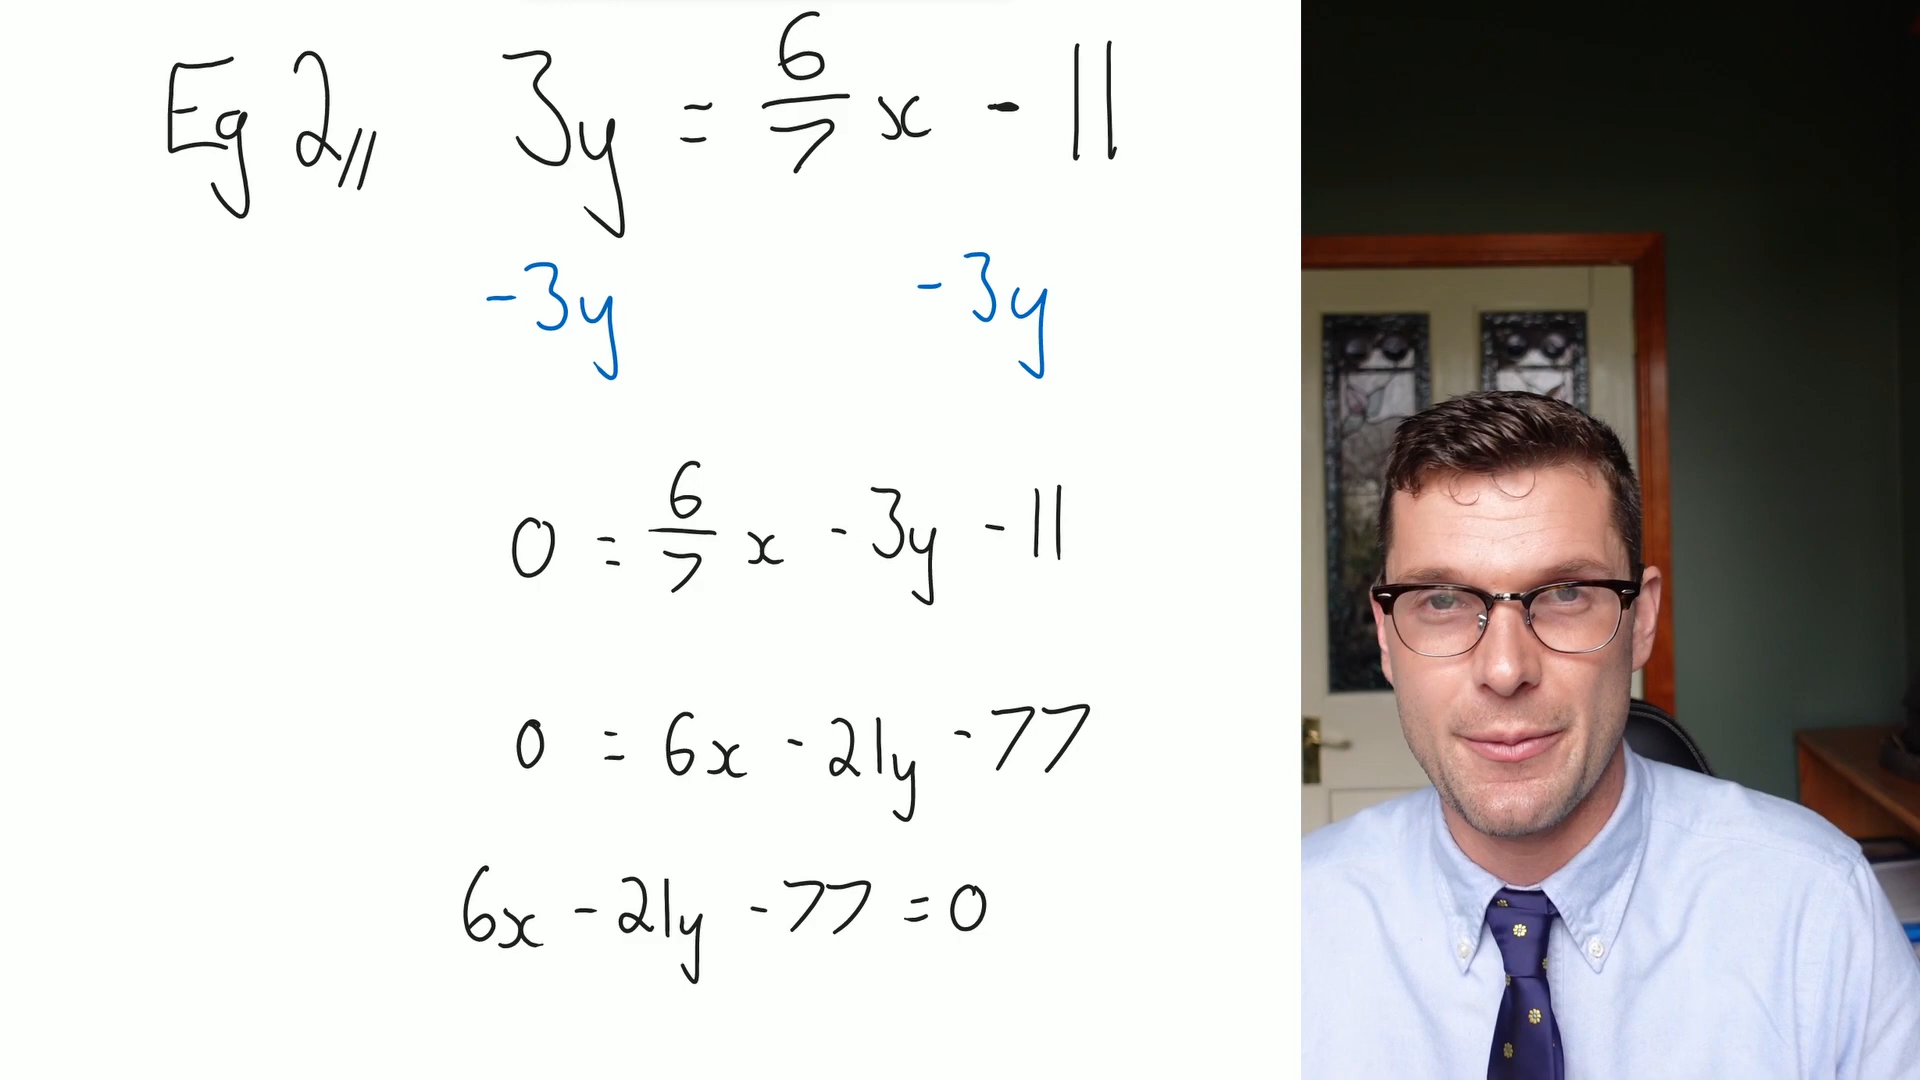 Eg 2// 3y = 6/7 x - 11
-3y -3y
0 = 6/7 x - 3y - 11
0 = 6x - 21y - 77
6x - 21y - 77 = 0